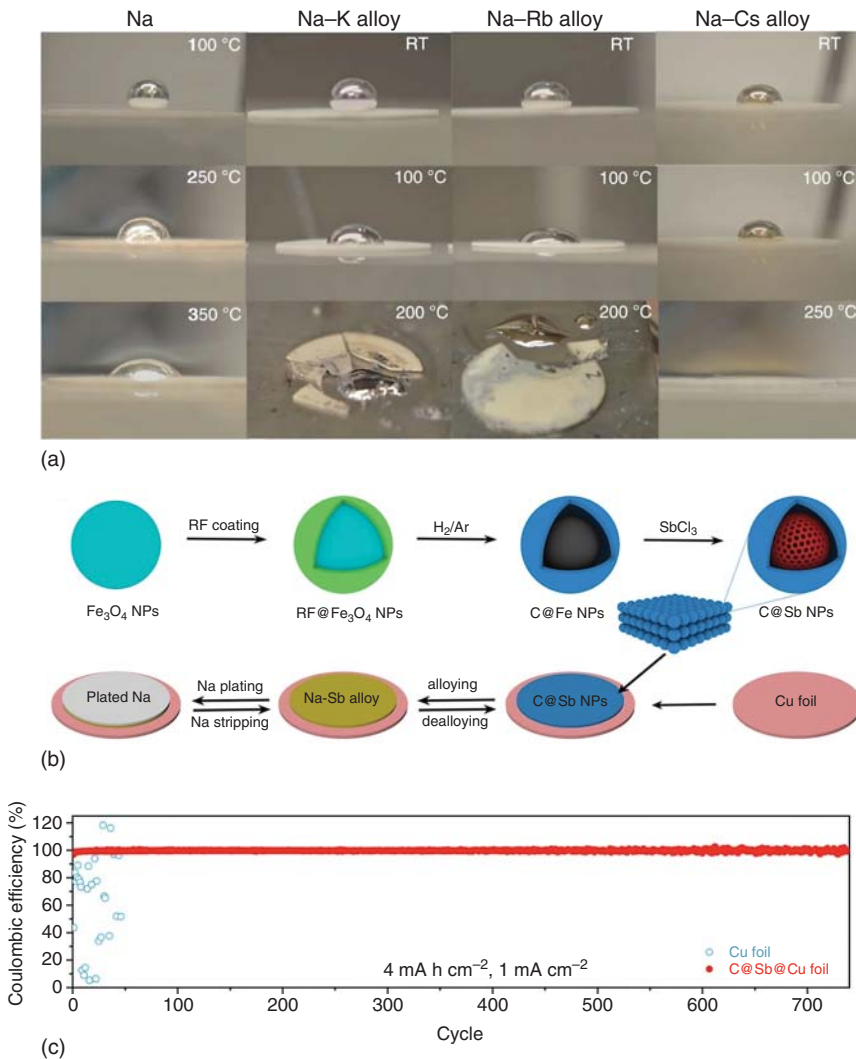 Na Na–K alloy Na–Rb alloy Na–Cs alloy
100 °C RT RT RT
250 °C 100 °C 100 °C 100 °C
350 °C 200 °C 200 °C 250 °C
(a)
RF coating H₂/Ar SbCl₃
Fe₃O₄ NPs RF@Fe₃O₄ NPs C@Fe NPs C@Sb NPs
Plated Na Na plating Na stripping Na-Sb alloy alloying dealloying C@Sb NPs Cu foil
(b)
Coulombic efficiency (%)
120
100
80
60
40
20
0
4 mA h cm⁻², 1 mA cm⁻²
Cu foil
C@Sb@Cu foil
0 100 200 300 400 500 600 700
Cycle
(c)